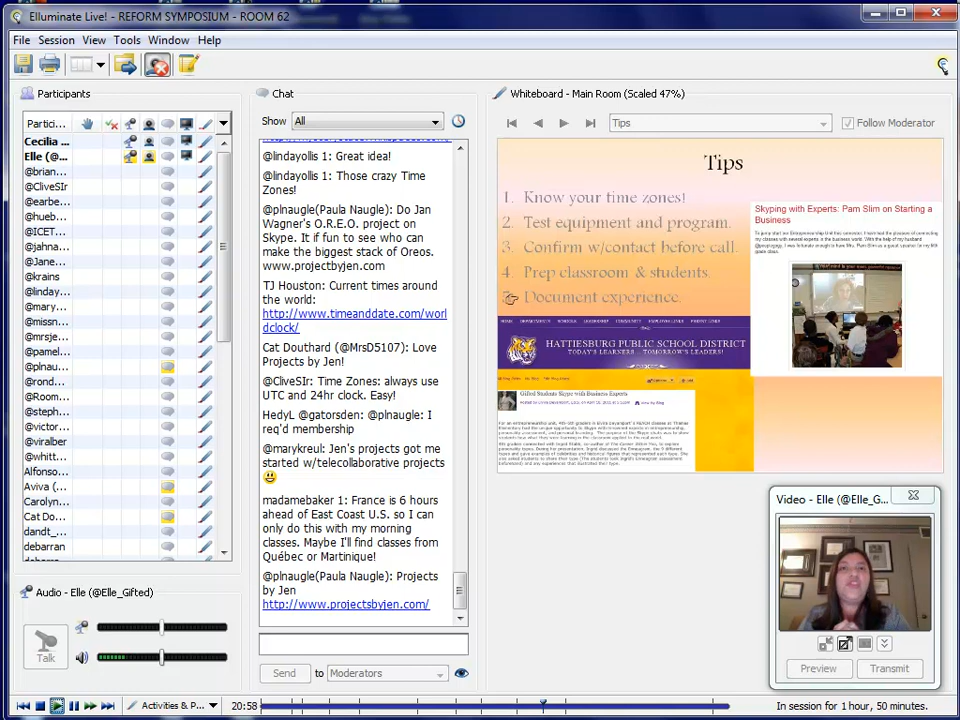 Elluminate Live! - REFORM SYMPOSIUM - ROOM 62
File Session View Tools Window Help
Participants
Partici...
Cecilia ...
Elle (@...
@brian...
@CliveSIr
@earbe...
@hueb...
@ICET...
@jahna...
@Jane...
@krains
@linday...
@mary...
@missn...
@mrsje...
@pamel...
@plnau...
@rond...
@Room...
@steph...
@victor...
@viralber
@whitt...
Alfonso...
Aviva (...
Carolyn...
Cat Do...
dandt_...
debarran
Audio - Elle (@Elle_Gifted)
Talk
Chat
Show All
@lindayollis 1: Great idea!
@lindayollis 1: Those crazy Time
Zones!
@plnaugle(Paula Naugle): Do Jan
Wagner's O.R.E.O. project on
Skype. It if fun to see who can
make the biggest stack of Oreos.
www.projectbyjen.com
TJ Houston: Current times around
the world:
http://www.timeanddate.com/worl
dclock/
Cat Douthard (@MrsD5107): Love
Projects by Jen!
@CliveSIr: Time Zones: always use
UTC and 24hr clock. Easy!
HedyL @gatorsden: @plnaugle: I
req'd membership
@marykreul: Jen's projects got me
started w/telecollaborative projects
madamebaker 1: France is 6 hours
ahead of East Coast U.S. so I can
only do this with my morning
classes. Maybe I'll find classes from
Québec or Martinique!
@plnaugle(Paula Naugle): Projects
by Jen
http://www.projectsbyjen.com/
Send to Moderators
Whiteboard - Main Room (Scaled 47%)
Tips
Follow Moderator
Tips
1. Know your time zones!
2. Test equipment and program.
3. Confirm w/contact before call.
4. Prep classroom & students.
Document experience.
Skyping with Experts: Pam Slim on Starting a
Business
HATTIESBURG PUBLIC SCHOOL DISTRICT
TODAY'S LEARNERS ... TOMORROW'S LEADERS!
Gifted Students Skype with Business Experts
Video - Elle (@Elle_G...
Preview Transmit
Activities & P...
20:58
In session for 1 hour, 50 minutes.